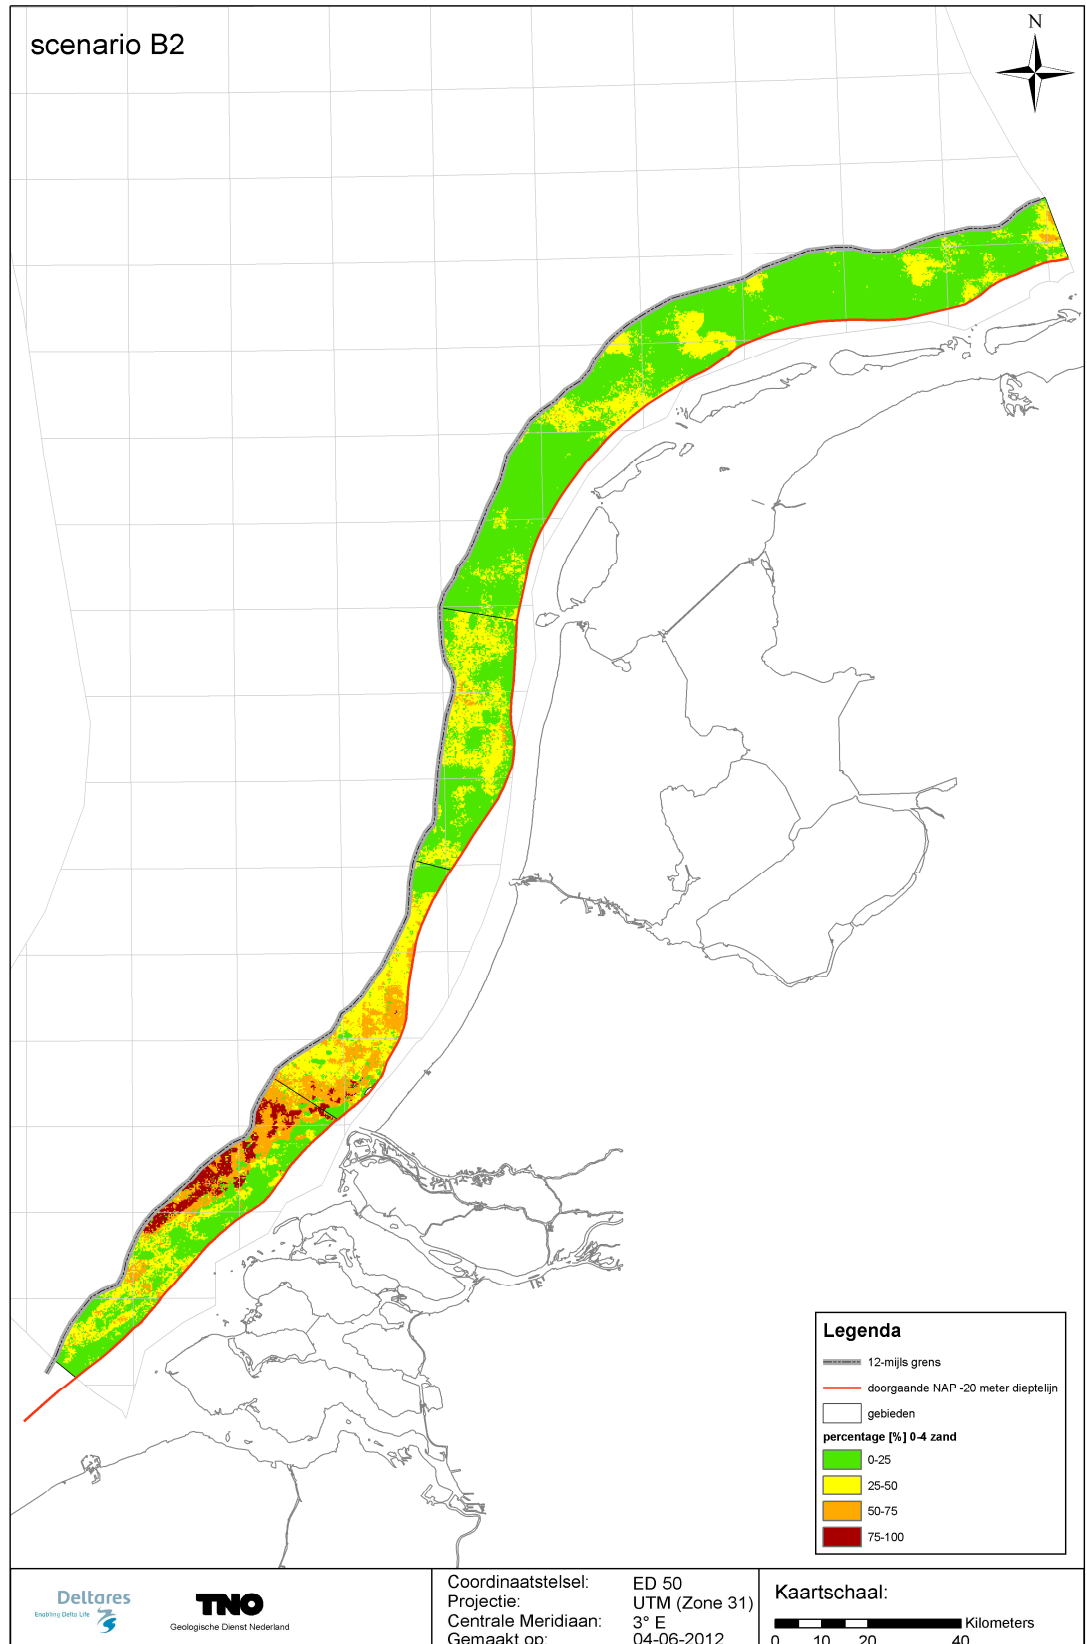 scenario B2
N
Legenda
12-mijls grens
doorgaande NAP -20 meter dieptelijn
gebieden
percentage [%] 0-4 zand
0-25
25-50
50-75
75-100
Deltares
Enabling Delta Life
TNO
Geologische Dienst Nederland
Coordinaatstelsel: ED 50
Projectie: UTM (Zone 31)
Centrale Meridiaan: 3° E
Gemaakt op: 04-06-2012
Kaartschaal:
Kilometers
0 10 20 40